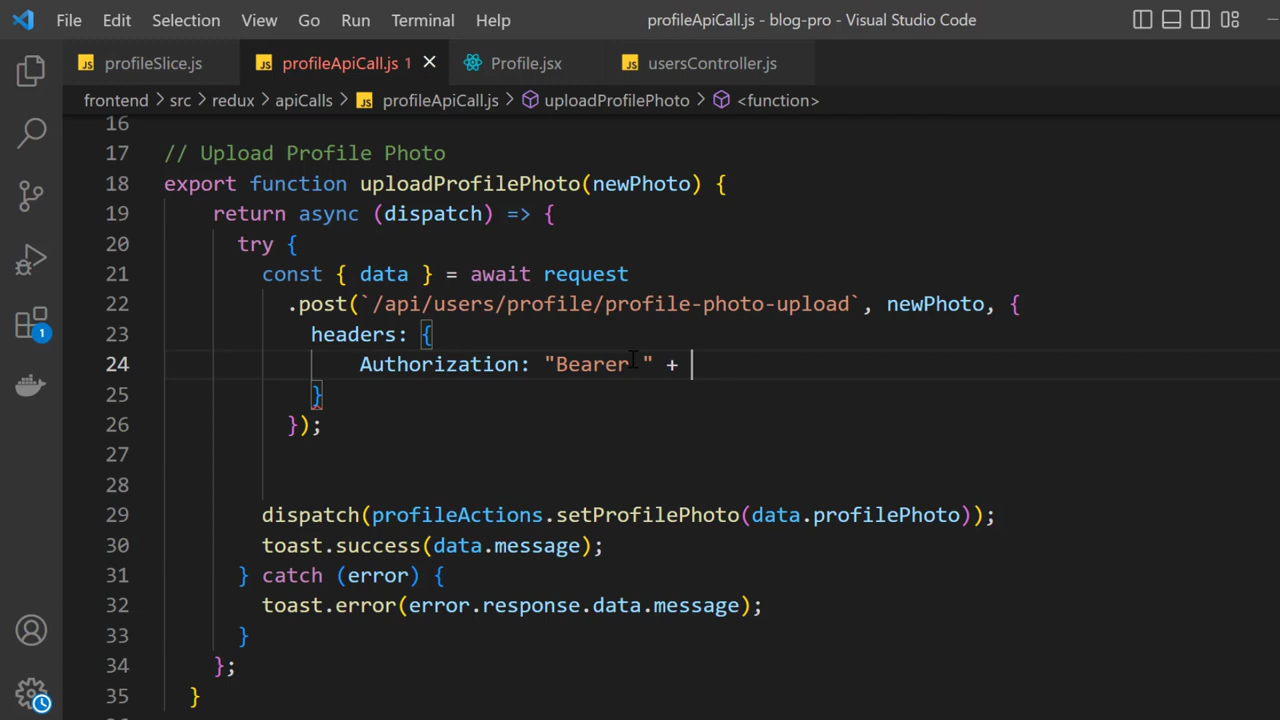 File Edit Selection View Go Run Terminal Help profileApiCall.js - blog-pro - Visual Studio Code
JS profileSlice.js JS profileApiCall.js 1 Profile.jsx JS usersController.js
frontend > src > redux > apiCalls > JS profileApiCall.js > uploadProfilePhoto > <function>
16
17 // Upload Profile Photo
18 export function uploadProfilePhoto(newPhoto) {
19 return async (dispatch) => {
20 try {
21 const { data } = await request
22 .post(`/api/users/profile/profile-photo-upload`, newPhoto, {
23 headers: {
24 Authorization: "Bearer " +
25 }
26 });
27
28
29 dispatch(profileActions.setProfilePhoto(data.profilePhoto));
30 toast.success(data.message);
31 } catch (error) {
32 toast.error(error.response.data.message);
33 }
34 };
35 }
1